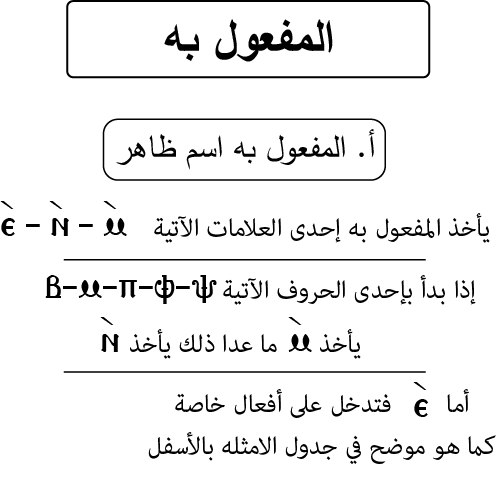 المفعول به
أ. المفعول به اسم ظاهر
يأخذ المفعول به إحدى العلامات الآتية ⲙ̀ – ⲛ̀ – ⲉ̀
إذا بدأ بإحدى الحروف الآتية ⲯ–ⲫ–ⲡ–ⲙ–ⲃ
يأخذ ⲙ̀ ما عدا ذلك يأخذ ⲛ̀
أما ⲉ̀ فتدخل على أفعال خاصة
كما هو موضح في جدول الامثله بالأسفل